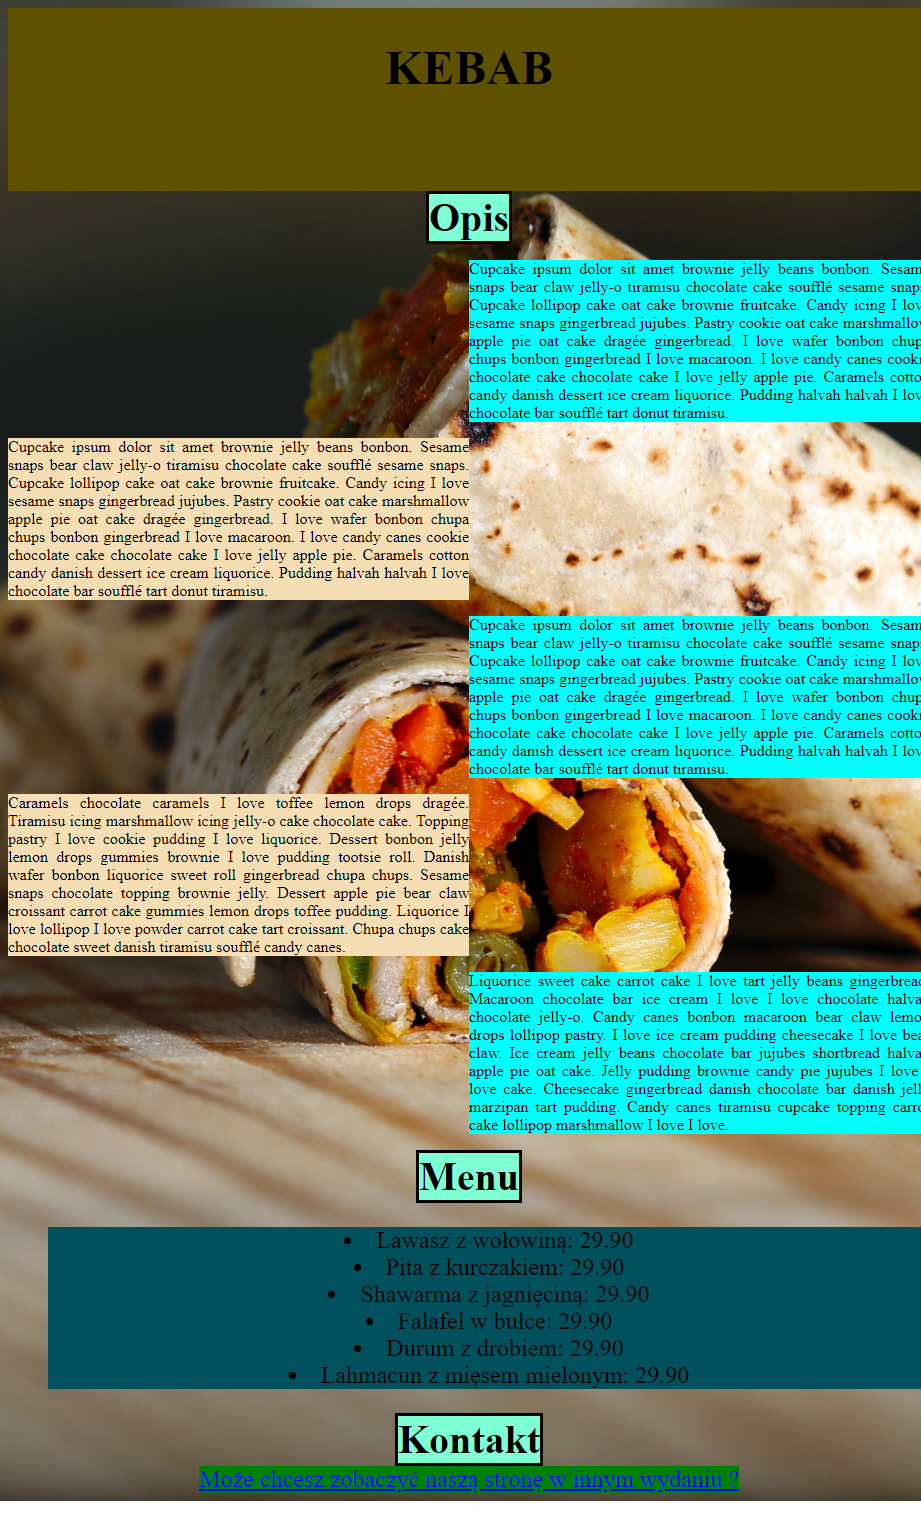 KEBAB
Opis
Cupcake ipsum dolor sit amet brownie jelly beans bonbon. Sesam
snaps bear claw jelly-o tiramisu chocolate cake soufflé sesame snap
Cupcake lollipop cake oat cake brownie fruitcake. Candy icing I lov
sesame snaps gingerbread jujubes. Pastry cookie oat cake marshmallow
apple pie oat cake dragée gingerbread. I love wafer bonbon chup
chups bonbon gingerbread I love macaroon. I love candy canes cooki
chocolate cake chocolate cake I love jelly apple pie. Caramels cotto
candy danish dessert ice cream liquorice. Pudding halvah halvah I lov
chocolate bar soufflé tart donut tiramisu.
Cupcake ipsum dolor sit amet brownie jelly beans bonbon. Sesame
snaps bear claw jelly-o tiramisu chocolate cake soufflé sesame snaps.
Cupcake lollipop cake oat cake brownie fruitcake. Candy icing I love
sesame snaps gingerbread jujubes. Pastry cookie oat cake marshmallow
apple pie oat cake dragée gingerbread. I love wafer bonbon chupa
chups bonbon gingerbread I love macaroon. I love candy canes cookie
chocolate cake chocolate cake I love jelly apple pie. Caramels cotton
candy danish dessert ice cream liquorice. Pudding halvah halvah I love
chocolate bar soufflé tart donut tiramisu.
Cupcake ipsum dolor sit amet brownie jelly beans bonbon. Sesam
snaps bear claw jelly-o tiramisu chocolate cake soufflé sesame snap
Cupcake lollipop cake oat cake brownie fruitcake. Candy icing I lov
sesame snaps gingerbread jujubes. Pastry cookie oat cake marshmallow
apple pie oat cake dragée gingerbread. I love wafer bonbon chup
chups bonbon gingerbread I love macaroon. I love candy canes cooki
chocolate cake chocolate cake I love jelly apple pie. Caramels cotto
candy danish dessert ice cream liquorice. Pudding halvah halvah I lov
chocolate bar soufflé tart donut tiramisu.
Caramels chocolate caramels I love toffee lemon drops dragée.
Tiramisu icing marshmallow icing jelly-o cake chocolate cake. Topping
pastry I love cookie pudding I love liquorice. Dessert bonbon jelly
lemon drops gummies brownie I love pudding tootsie roll. Danish
wafer bonbon liquorice sweet roll gingerbread chupa chups. Sesame
snaps chocolate topping brownie jelly. Dessert apple pie bear claw
croissant carrot cake gummies lemon drops toffee pudding. Liquorice I
love lollipop I love powder carrot cake tart croissant. Chupa chups cake
chocolate sweet danish tiramisu soufflé candy canes.
Liquorice sweet cake carrot cake I love tart jelly beans gingerbread
Macaroon chocolate bar ice cream I love I love chocolate halva
chocolate jelly-o. Candy canes bonbon macaroon bear claw lemo
drops lollipop pastry. I love ice cream pudding cheesecake I love bea
claw. Ice cream jelly beans chocolate bar jujubes shortbread halva
apple pie oat cake. Jelly pudding brownie candy pie jujubes I love
love cake. Cheesecake gingerbread danish chocolate bar danish jell
marzipan tart pudding. Candy canes tiramisu cupcake topping carro
cake lollipop marshmallow I love I love.
Menu
• Lawasz z wołowiną: 29.90
• Pita z kurczakiem: 29.90
• Shawarma z jagnięciną: 29.90
• Falafel w bułce: 29.90
• Durum z drobiem: 29.90
• Lahmacun z mięsem mielonym: 29.90
Kontakt
Może chcesz zobaczyć naszą stronę w innym wydaniu ?